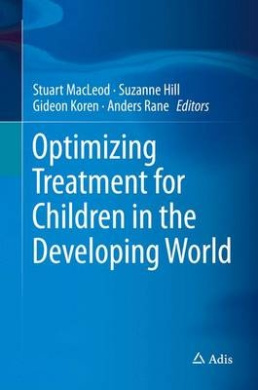 Stuart MacLeod · Suzanne Hill
Gideon Koren · Anders Rane Editors
Optimizing
Treatment for
Children in the
Developing World
Adis